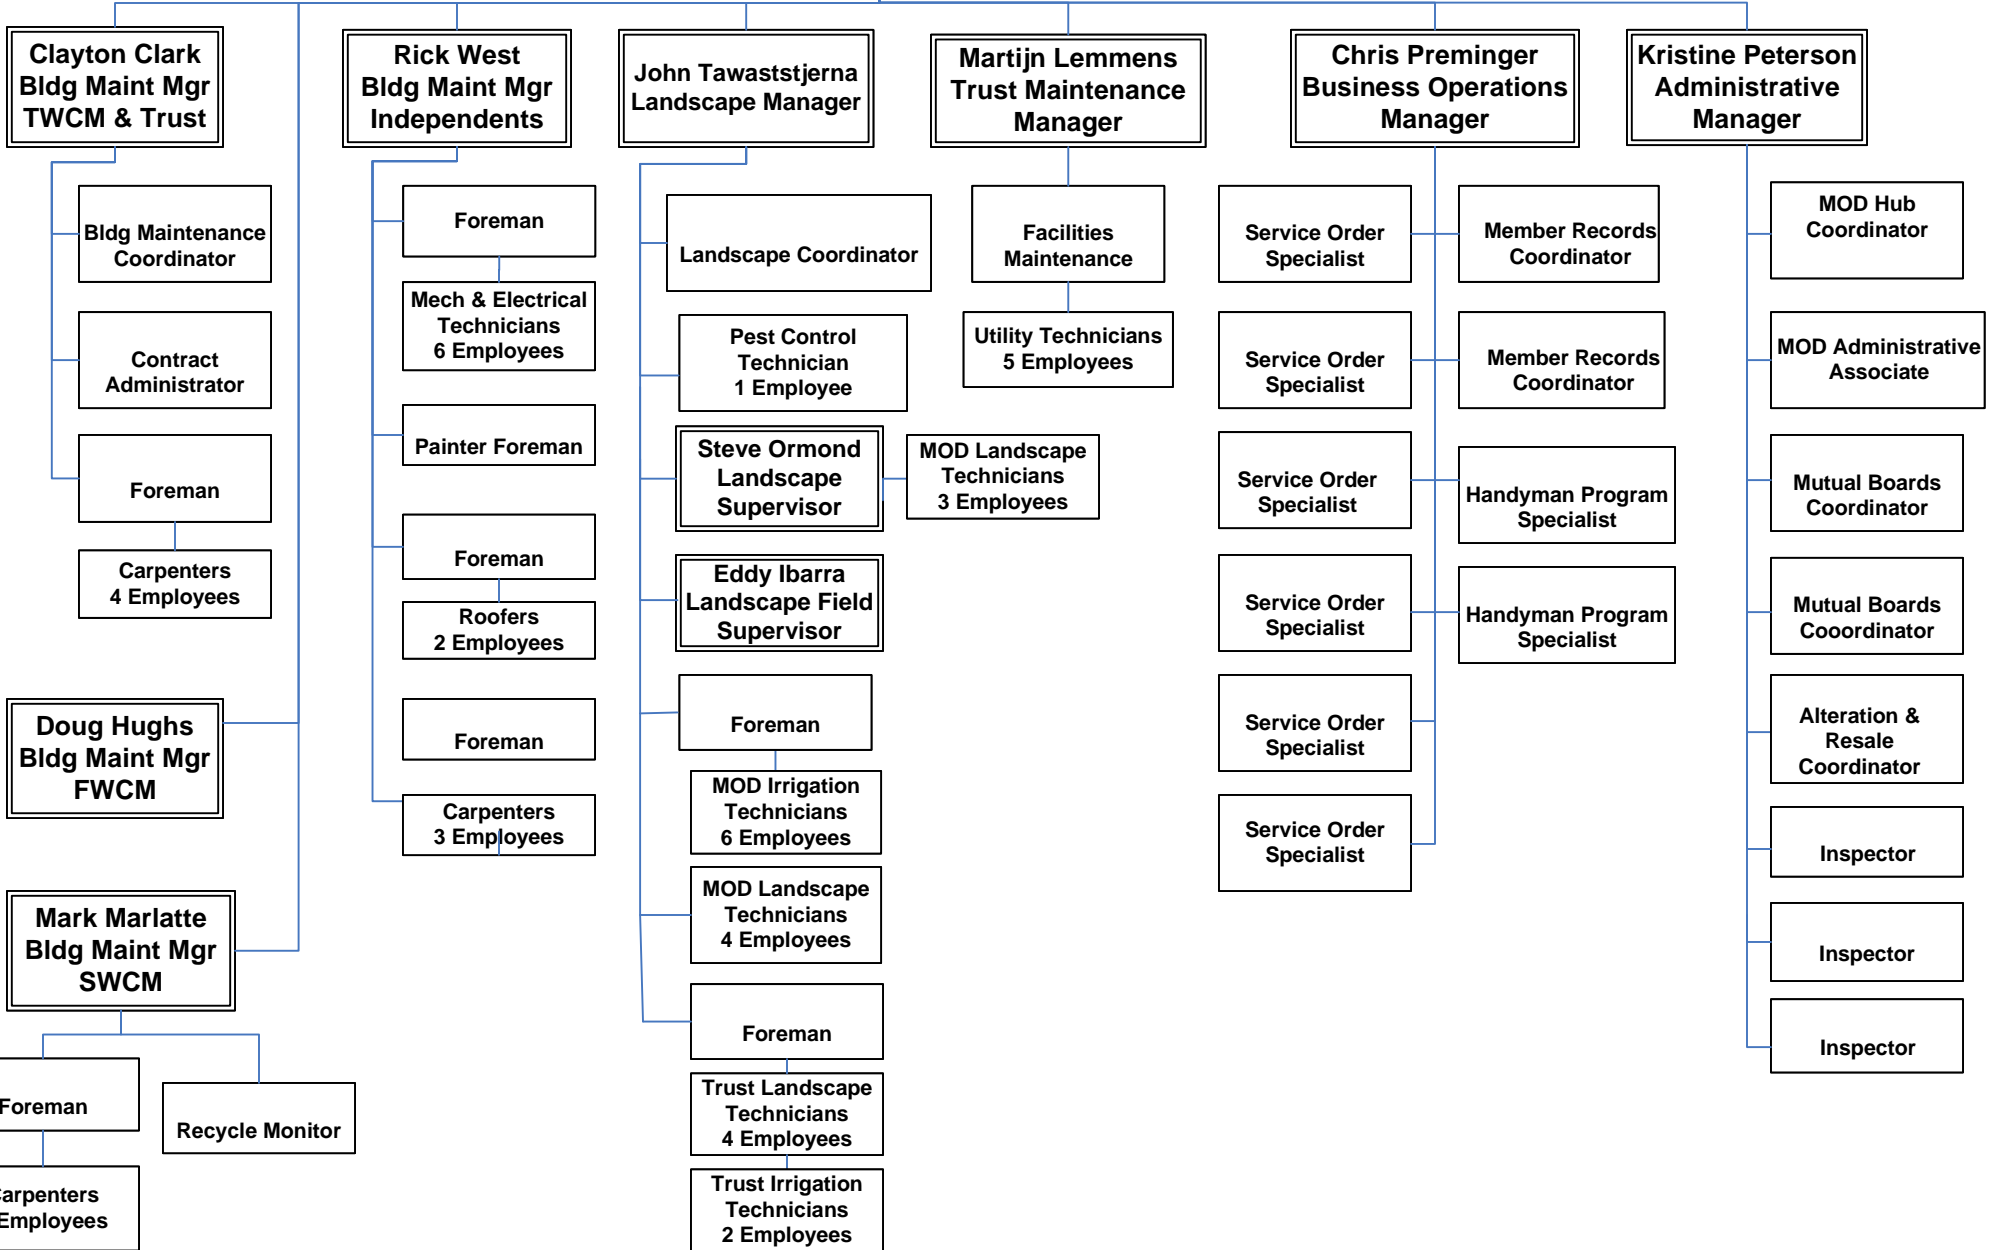 Clayton Clark
Bldg Maint Mgr
TWCM & Trust
Bldg Maintenance
Coordinator
Contract
Administrator
Foreman
Carpenters
4 Employees
Doug Hughs
Bldg Maint Mgr
FWCM
Mark Marlatte
Bldg Maint Mgr
SWCM
Foreman
Employees
Recycle Monitor
Rick West
Bldg Maint Mgr
Independents
Foreman
Mech & Electrical
Technicians
6 Employees
Painter Foreman
Foreman
Roofers
2 Employees
Foreman
Carpenters
3 Employees
John Tawaststjerna
Landscape Manager
Landscape Coordinator
Pest Control
Technician
1 Employee
Steve Ormond
Landscape
Supervisor
MOD Landscape
Technicians
3 Employees
Eddy Ibarra
Landscape Field
Supervisor
Foreman
MOD Irrigation
Technicians
6 Employees
MOD Landscape
Technicians
4 Employees
Foreman
Trust Landscape
Technicians
4 Employees
Trust Irrigation
Technicians
2 Employees
Martijn Lemmens
Trust Maintenance
Manager
Facilities
Maintenance
Utility Technicians
5 Employees
Chris Preminger
Business Operations
Manager
Service Order
Specialist
Service Order
Specialist
Service Order
Specialist
Service Order
Specialist
Service Order
Specialist
Service Order
Specialist
Member Records
Coordinator
Member Records
Coordinator
Handyman Program
Specialist
Handyman Program
Specialist
Kristine Peterson
Administrative
Manager
MOD Hub
Coordinator
MOD Administrative
Associate
Mutual Boards
Coordinator
Mutual Boards
Cooordinator
Alteration &
Resale
Coordinator
Inspector
Inspector
Inspector